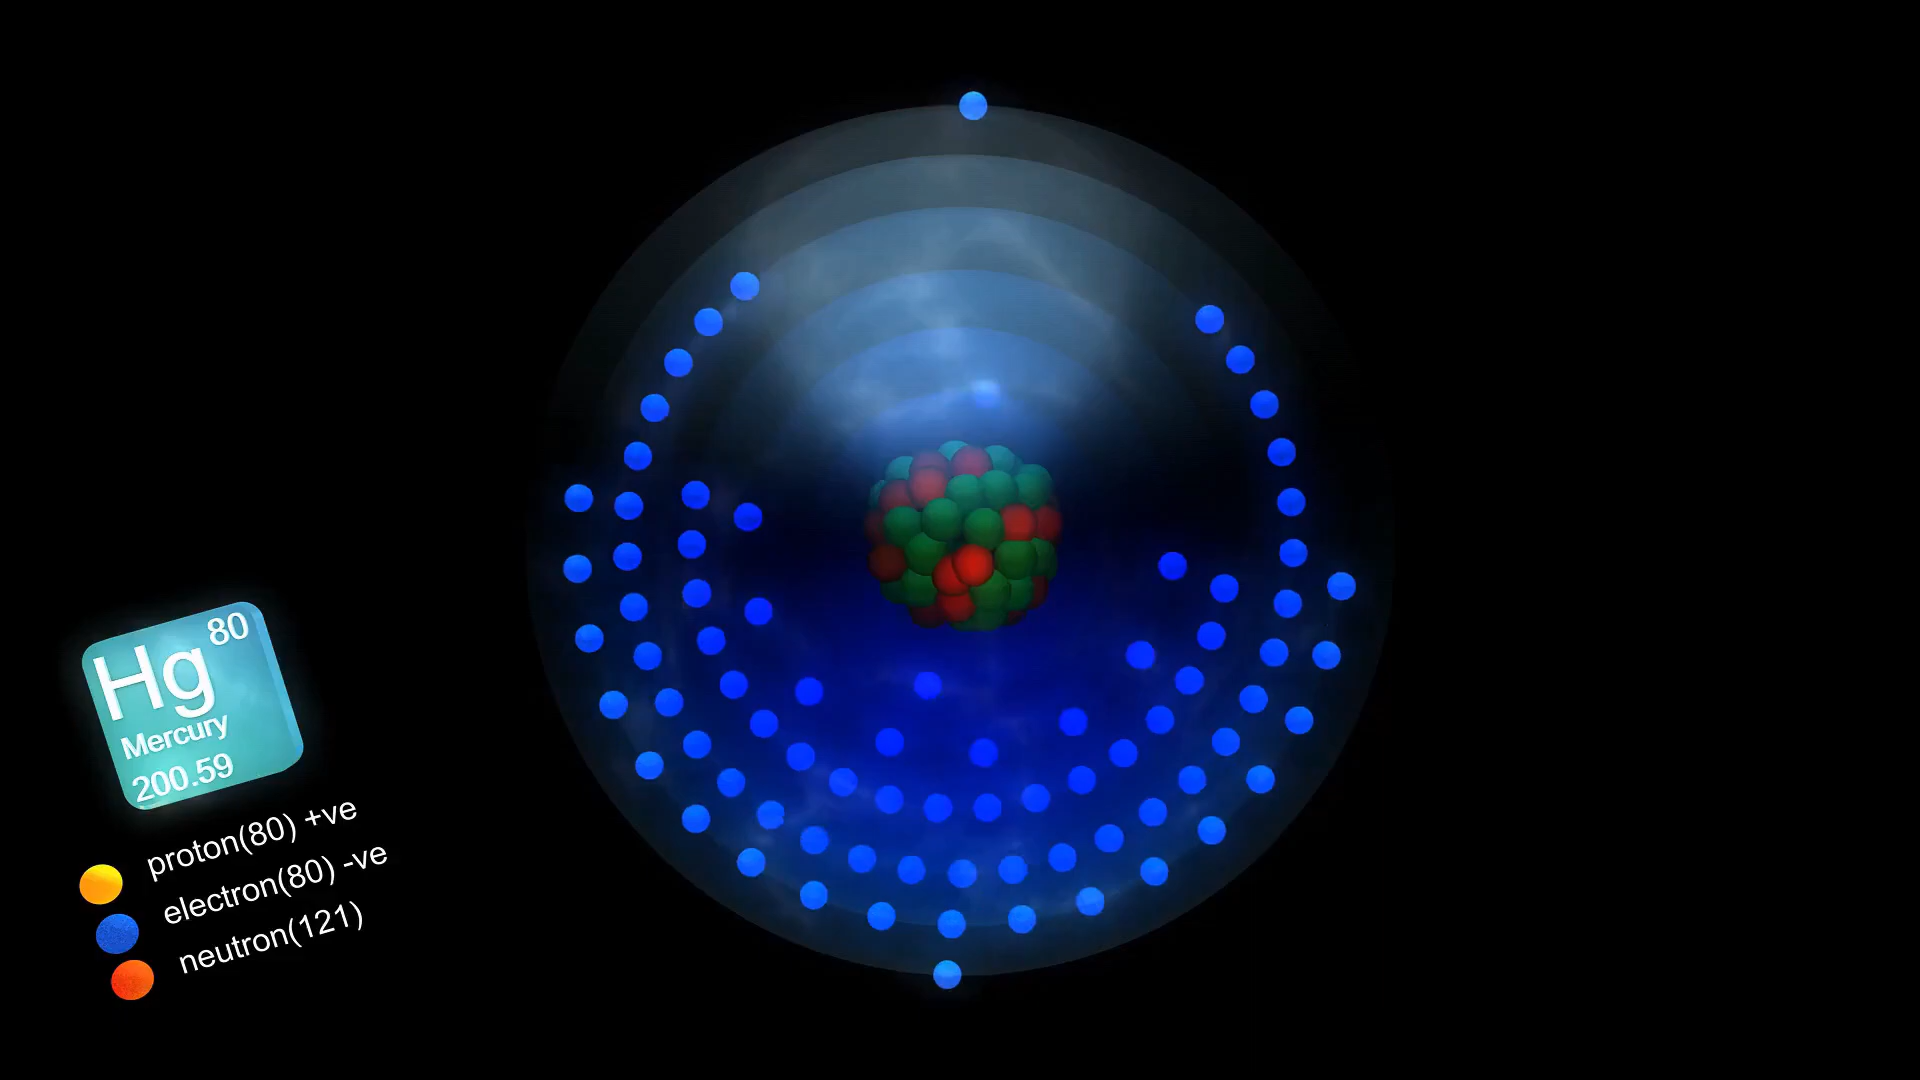 80
Hg
Mercury
200.59
proton(80) +ve
electron(80) -ve
neutron(121)